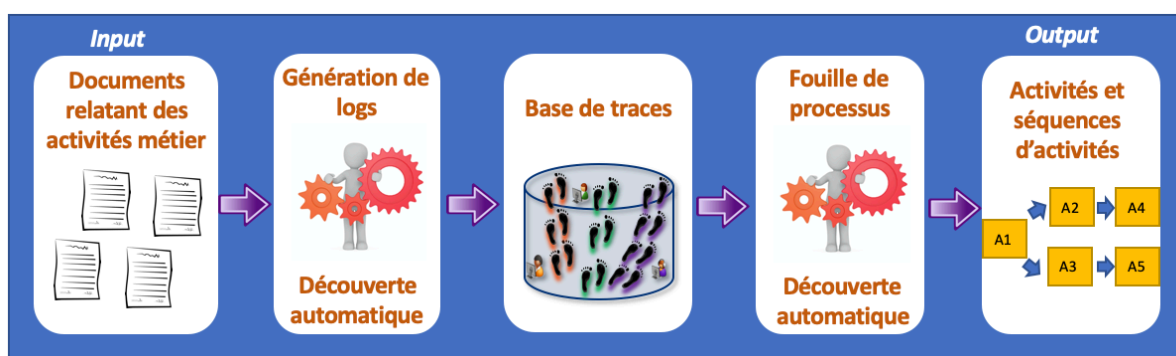 Input
Documents
relatant des
activités métier
Génération de
logs
Découverte
automatique
Base de traces
Fouille de
processus
Découverte
automatique
Output
Activités et
séquences
d'activités
A1
A2
A4
A3
A5